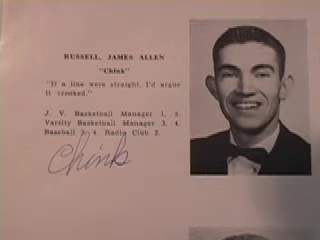 RUSSELL, JAMES ALLEN
"Chink"
"If a line were straight, I'd argue
it crooked."
J. V. Basketball Manager 1, 2.
Varsity Basketball Manager 3, 4.
Baseball 3, 4. Radio Club 2.
Chink